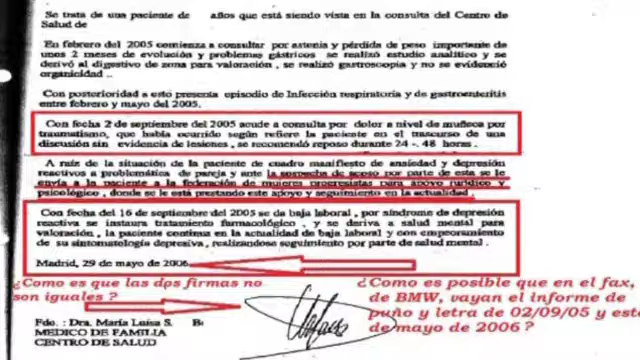 Se trata de una paciente de años que está siendo vista en la consulta del Centro de
Salud de
En febrero del 2005 comienza a consultar por astenia y pérdida de peso importante de
unos 2 meses de evolución y problemas gástricos se realizó estudio analítico y se
derivó al digestivo de zona para valoración , se realizó gastroscopia y no se evidenció
organicidad ..
Con posterioridad a esto presenta episodio de Infección respiratoria y de gastroenteritis
entre febrero y mayo del 2005.
Con fecha 2 de septiembre del 2005 acude a consulta por dolor a nivel de muñeca por
traumatismo, que había ocurrido según refiere la paciente en el trascurso de una
discusión sin evidencia de lesiones , se recomendó reposo durante 24 -. 48 horas .
A raíz de la situación de la paciente de cuadro manifiesto de ansiedad y depresión
reactivos a problemática de pareja y ante la sospecha de acoso por parte de esta se le
envía a la paciente a la federación de mujeres progresistas para apoyo jurídico y
psicológico , donde se le está prestando este apoyo y seguimiento en la actualidad .
Con fecha del 16 de septiembre del 2005 se da baja laboral , por síndrome de depresión
reactiva se instaura tratamiento farmacológico , y se deriva a salud mental para
valoración , la paciente continua en la actualidad de baja laboral y con empeoramiento
de su sintomatología depresiva, realizandose seguimiento por parte de salud mental .
Madrid, 29 de mayo de 2006
¿Como es que las dos firmas no
son iguales ?
¿Como es posible que en el fax,
de BMW, vayan el informe de
puño y letra de 02/09/05 y este
de mayo de 2006 ?
Fdo. : Dra. María Luisa S. B
MEDICO DE FAMILIA
CENTRO DE SALUD